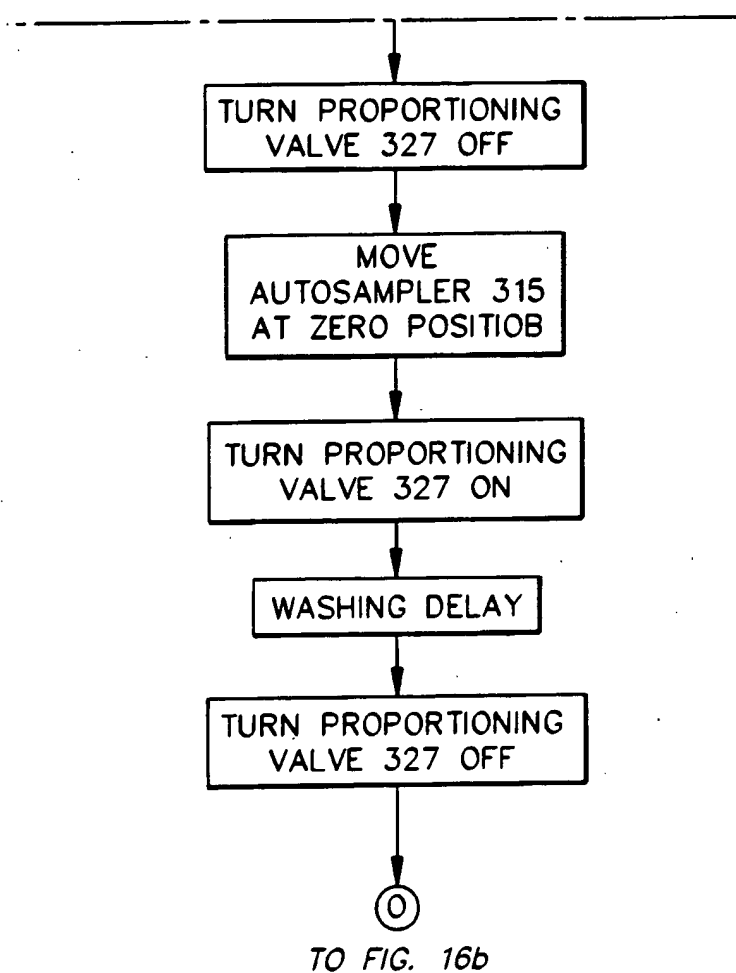 TURN PROPORTIONING
VALVE 327 OFF
MOVE
AUTOSAMPLER 315
AT ZERO POSITIOB
TURN PROPORTIONING
VALVE 327 ON
WASHING DELAY
TURN PROPORTIONING
VALVE 327 OFF
O
TO FIG. 16b